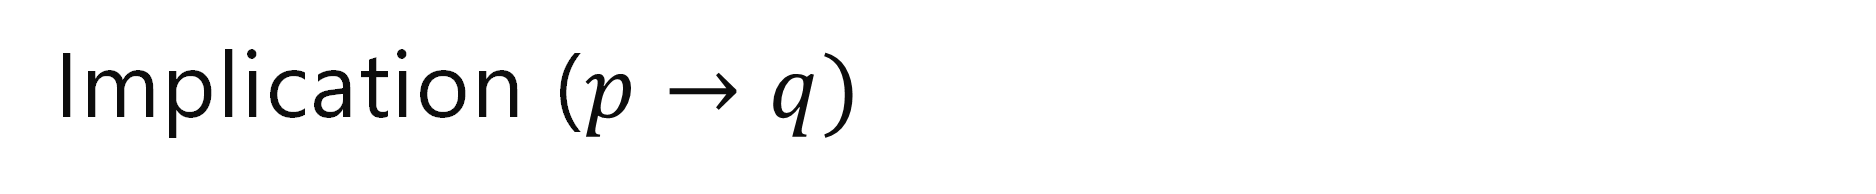 Implication (p → q)